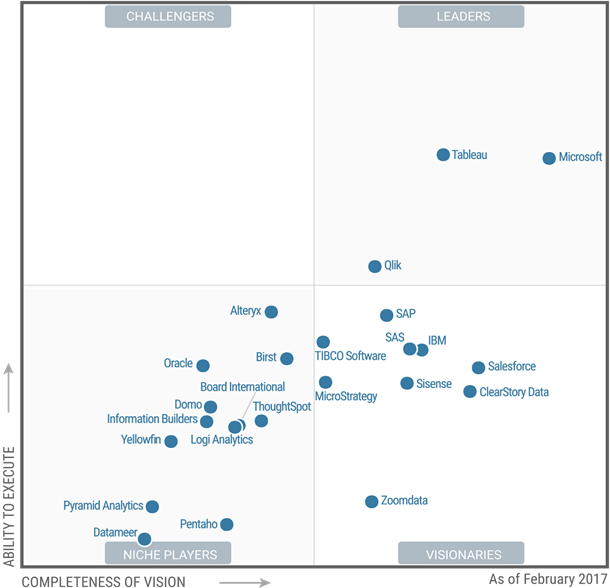 CHALLENGERS
LEADERS
Tableau
Microsoft
Qlik
Alteryx
SAP
SAS
IBM
TIBCO Software
Birst
Oracle
Salesforce
Board International
Sisense
ClearStory Data
MicroStrategy
Domo
ThoughtSpot
Information Builders
Yellowfin
Logi Analytics
Zoomdata
Pyramid Analytics
Pentaho
Datameer
NICHE PLAYERS
VISIONARIES
ABILITY TO EXECUTE
COMPLETENESS OF VISION
As of February 2017